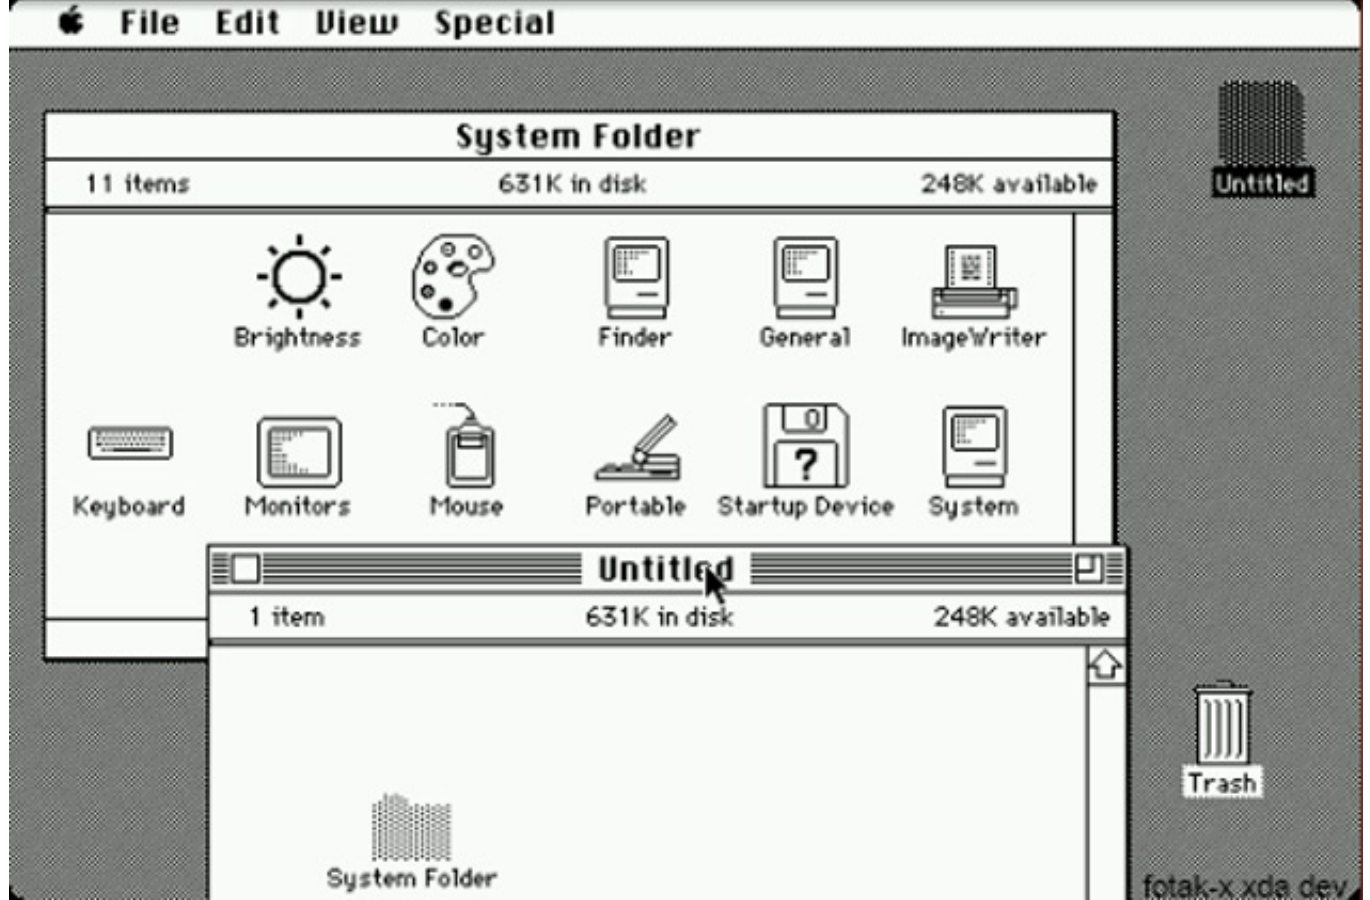 File Edit View Special
System Folder
11 items 631K in disk 248K available
Untitled
Brightness Color Finder General ImageWriter
?
Keyboard Monitors Mouse Portable Startup Device System
Untitled
1 item 631K in disk 248K available
Trash
System Folder
fotak-x xda dev